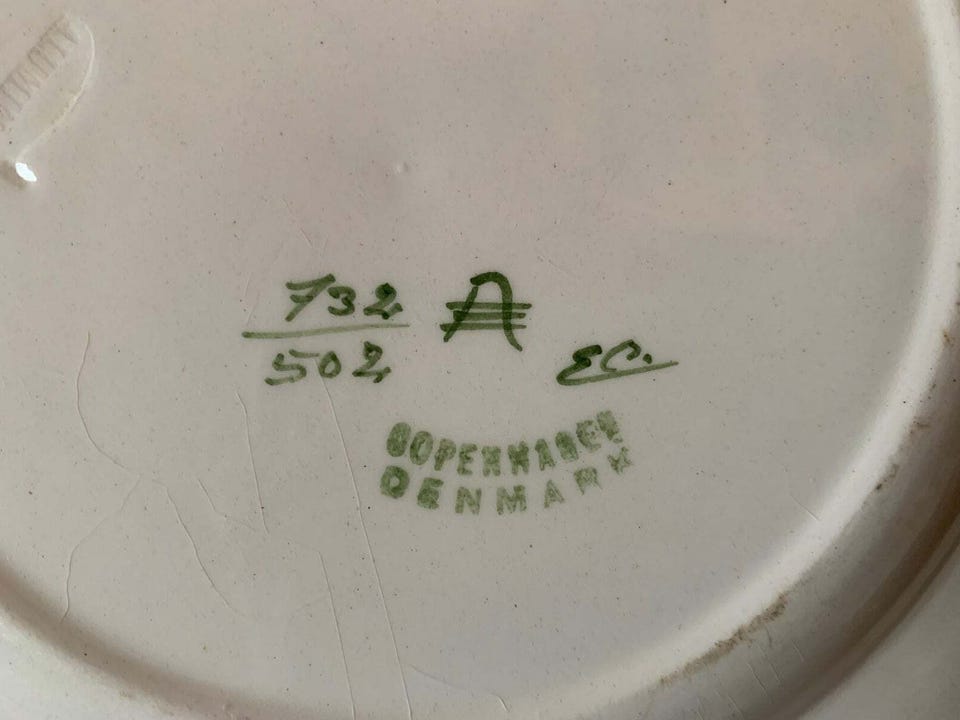 732 A
502 EC.
COPENHAGEN
DENMARK